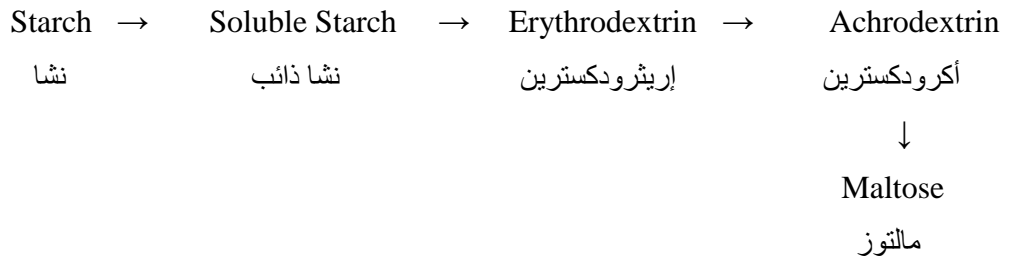 Starch → Soluble Starch → Erythrodextrin → Achrodextrin
نشا نشا ذائب إريثرودكسترين أكرودكسترين
↓
Maltose
مالتوز